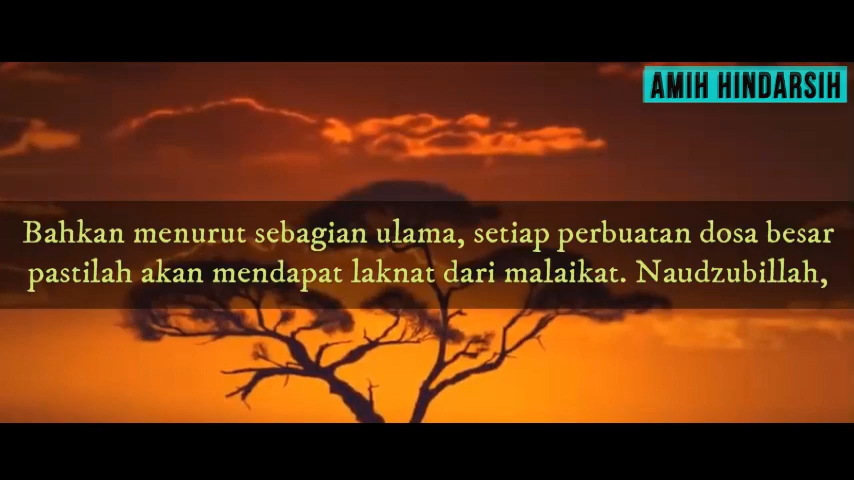 AMIH HINDARSIH
Bahkan menurut sebagian ulama, setiap perbuatan dosa besar
pastilah akan mendapat laknat dari malaikat. Naudzubillah,